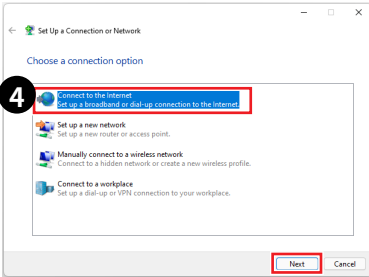 Set Up a Connection or Network
Choose a connection option
4
Connect to the Internet
Set up a broadband or dial-up connection to the Internet.
Set up a new network
Set up a new router or access point.
Manually connect to a wireless network
Connect to a hidden network or create a new wireless profile.
Connect to a workplace
Set up a dial-up or VPN connection to your workplace.
Next Cancel